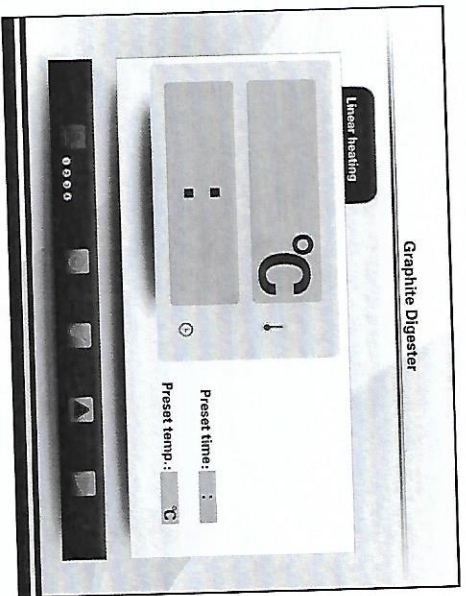 Graphite Digester
Linear heating
°C
:
Preset time: :
Preset temp.: °C